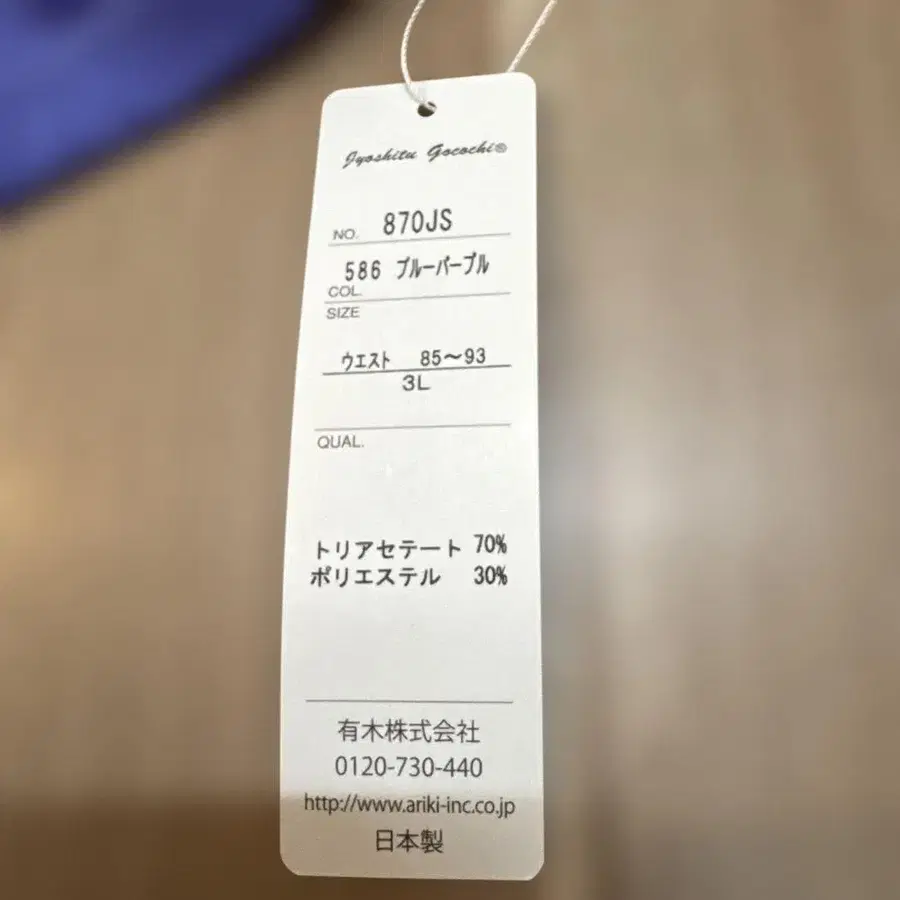 Jyoshitu Gocochi®
NO. 870JS
586 ブルーパープル
COL.
SIZE
ウエスト 85～93
3L
QUAL.
トリアセテート 70%
ポリエステル 30%
有木株式会社
0120-730-440
http://www.ariki-inc.co.jp
日本製